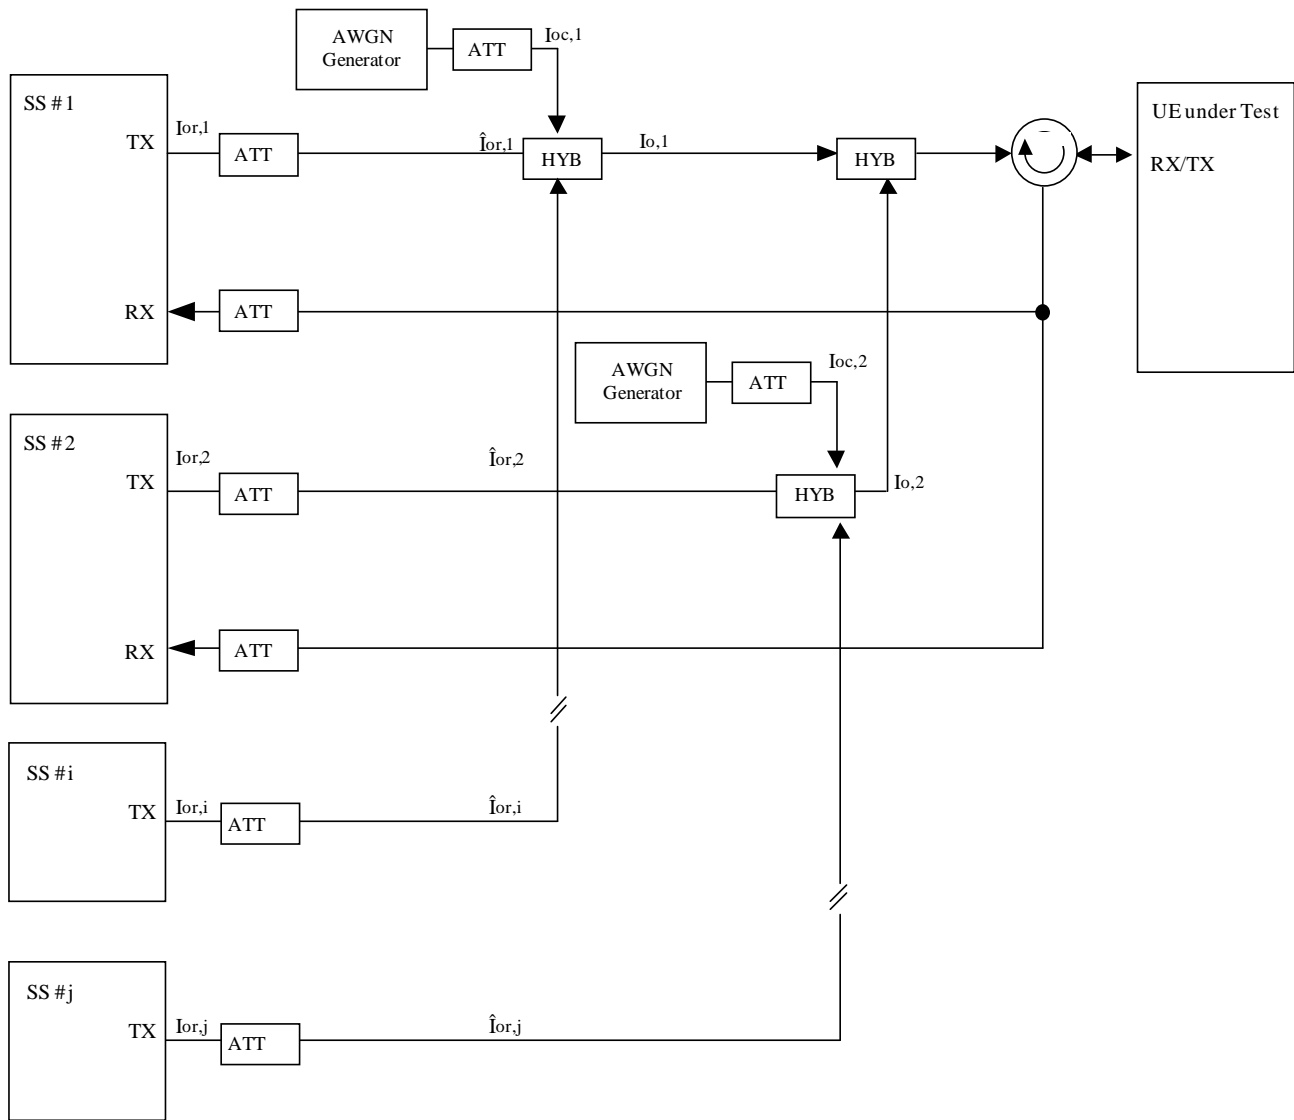 AWGN
Generator
ATT
Ioc,1
SS #1
TX
Ior,1
ATT
Îor,1
HYB
Io,1
HYB
UE under Test
RX/TX
RX
ATT
AWGN
Generator
ATT
Ioc,2
SS #2
TX
Ior,2
ATT
Îor,2
HYB
Io,2
RX
ATT
SS #i
TX
Ior,i
ATT
Îor,i
SS #j
TX
Ior,j
ATT
Îor,j